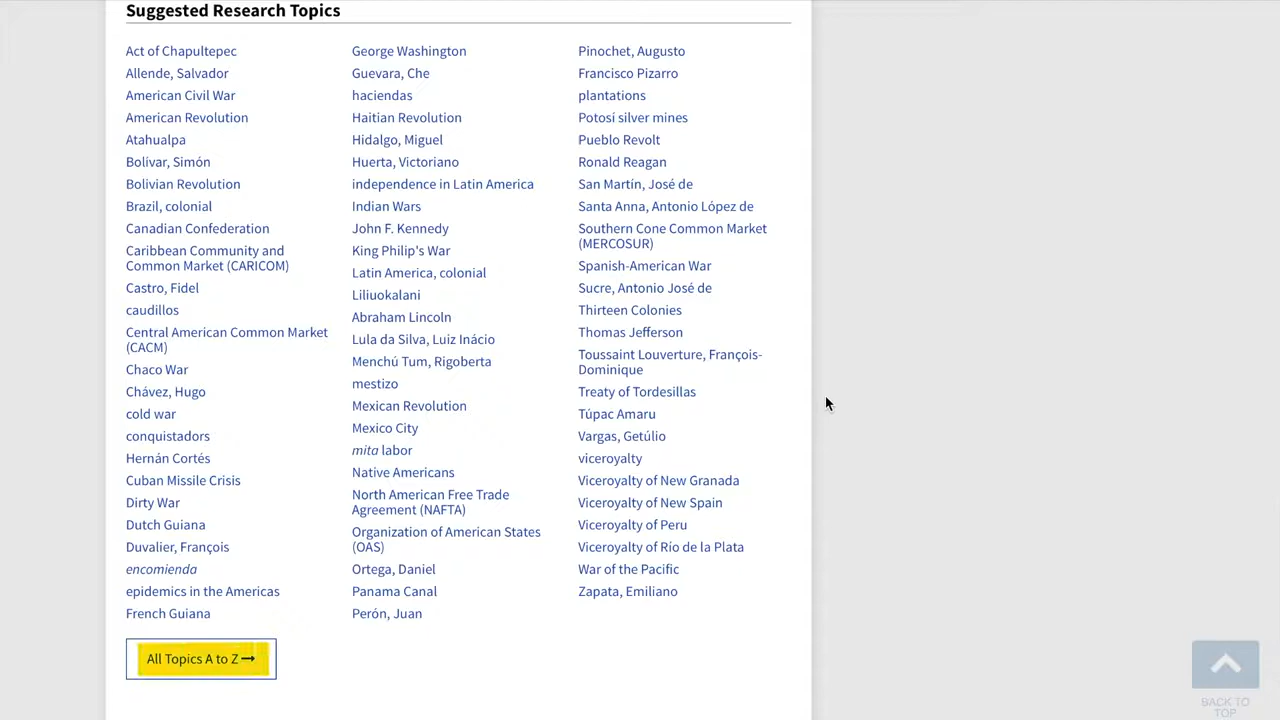 Suggested Research Topics
Act of Chapultepec
Allende, Salvador
American Civil War
American Revolution
Atahualpa
Bolívar, Simón
Bolivian Revolution
Brazil, colonial
Canadian Confederation
Caribbean Community and
Common Market (CARICOM)
Castro, Fidel
caudillos
Central American Common Market
(CACM)
Chaco War
Chávez, Hugo
cold war
conquistadors
Hernán Cortés
Cuban Missile Crisis
Dirty War
Dutch Guiana
Duvalier, François
encomienda
epidemics in the Americas
French Guiana
George Washington
Guevara, Che
haciendas
Haitian Revolution
Hidalgo, Miguel
Huerta, Victoriano
independence in Latin America
Indian Wars
John F. Kennedy
King Philip's War
Latin America, colonial
Liliuokalani
Abraham Lincoln
Lula da Silva, Luiz Inácio
Menchú Tum, Rigoberta
mestizo
Mexican Revolution
Mexico City
mita labor
Native Americans
North American Free Trade
Agreement (NAFTA)
Organization of American States
(OAS)
Ortega, Daniel
Panama Canal
Perón, Juan
Pinochet, Augusto
Francisco Pizarro
plantations
Potosí silver mines
Pueblo Revolt
Ronald Reagan
San Martín, José de
Santa Anna, Antonio López de
Southern Cone Common Market
(MERCOSUR)
Spanish-American War
Sucre, Antonio José de
Thirteen Colonies
Thomas Jefferson
Toussaint Louverture, François-
Dominique
Treaty of Tordesillas
Túpac Amaru
Vargas, Getúlio
viceroyalty
Viceroyalty of New Granada
Viceroyalty of New Spain
Viceroyalty of Peru
Viceroyalty of Río de la Plata
War of the Pacific
Zapata, Emiliano
All Topics A to Z →
BACK TO
TOP